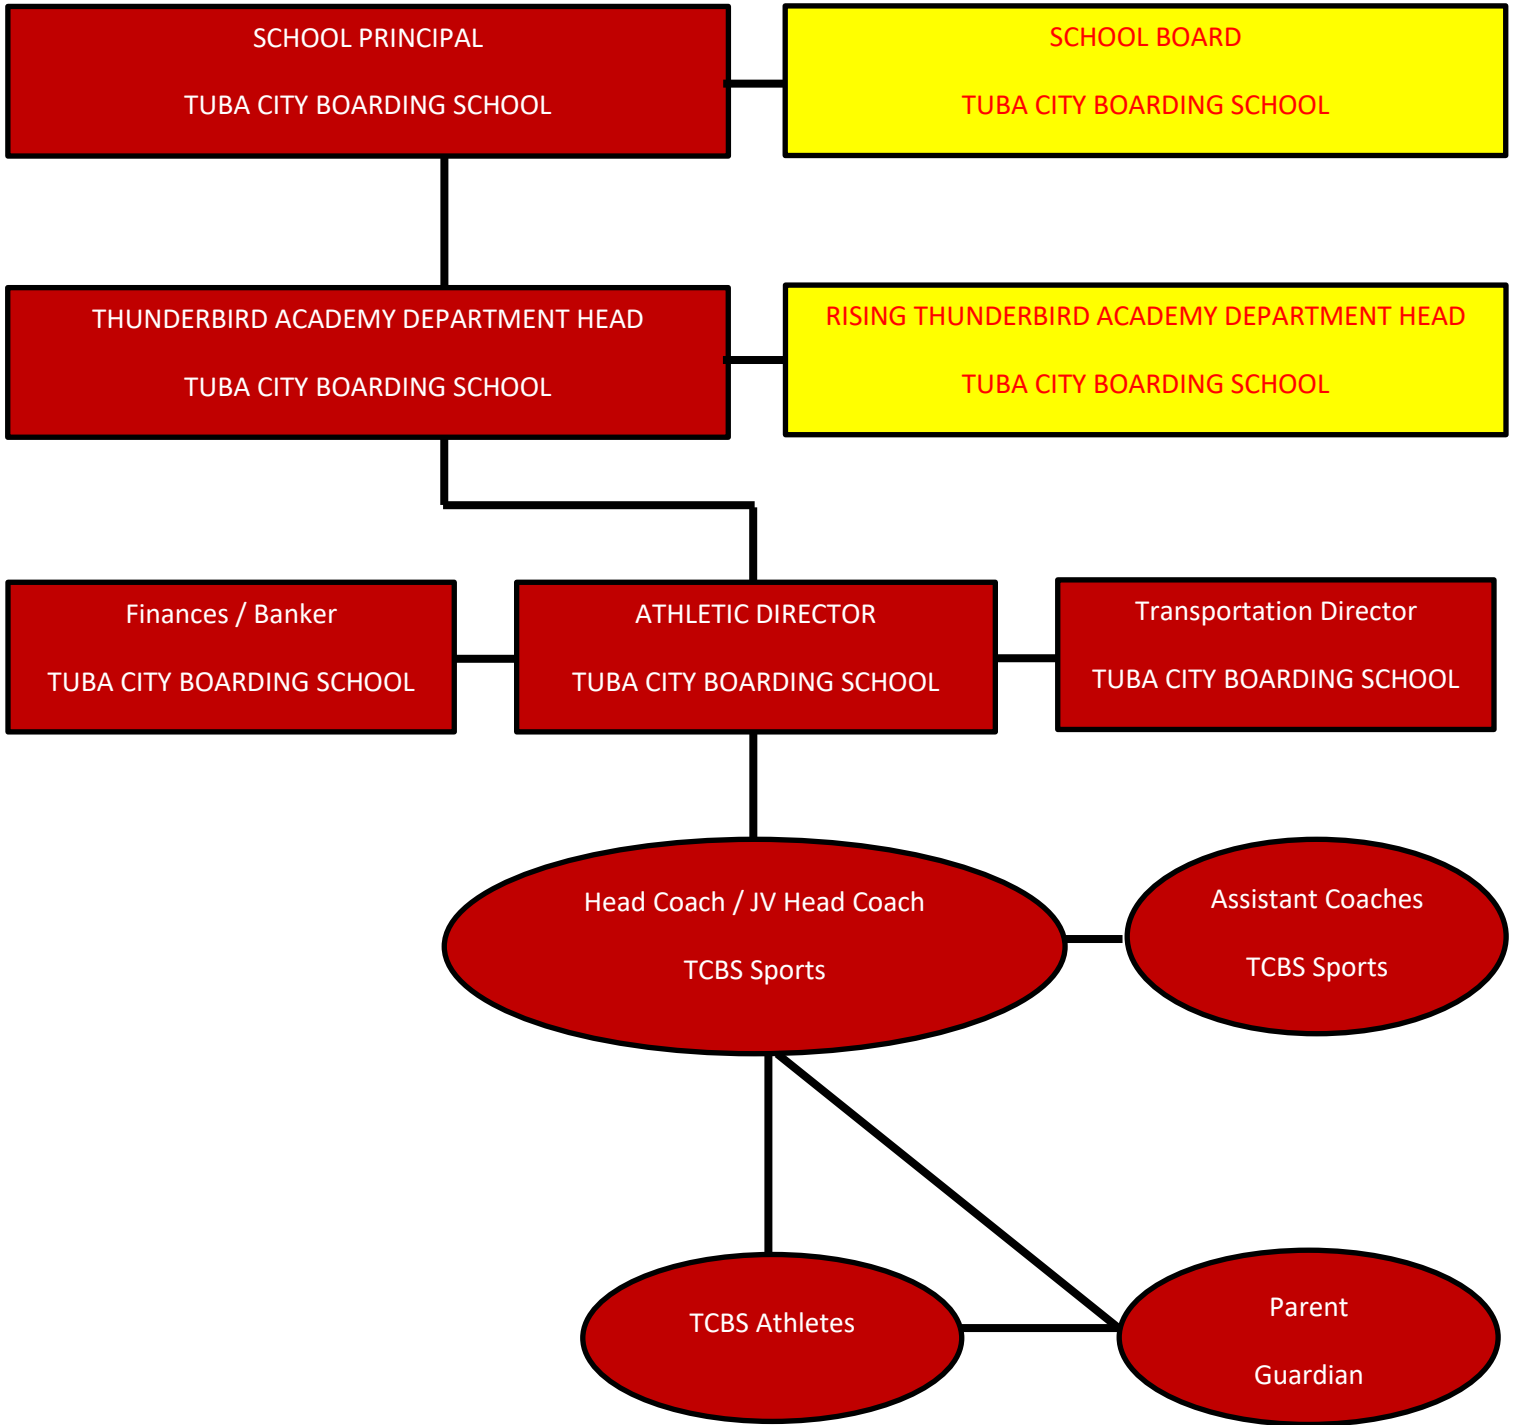 SCHOOL PRINCIPAL
TUBA CITY BOARDING SCHOOL
SCHOOL BOARD
TUBA CITY BOARDING SCHOOL
THUNDERBIRD ACADEMY DEPARTMENT HEAD
TUBA CITY BOARDING SCHOOL
RISING THUNDERBIRD ACADEMY DEPARTMENT HEAD
TUBA CITY BOARDING SCHOOL
Finances / Banker
TUBA CITY BOARDING SCHOOL
ATHLETIC DIRECTOR
TUBA CITY BOARDING SCHOOL
Transportation Director
TUBA CITY BOARDING SCHOOL
Head Coach / JV Head Coach
TCBS Sports
Assistant Coaches
TCBS Sports
TCBS Athletes
Parent
Guardian